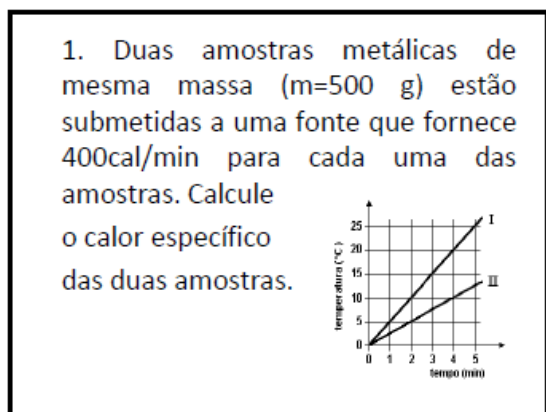 1. Duas amostras metálicas de
mesma massa (m=500 g) estão
submetidas a uma fonte que fornece
400cal/min para cada uma das
amostras. Calcule
o calor específico
das duas amostras.
temperatura (°C)
25
20
15
10
5
0
I
II
0 1 2 3 4 5
tempo (min)